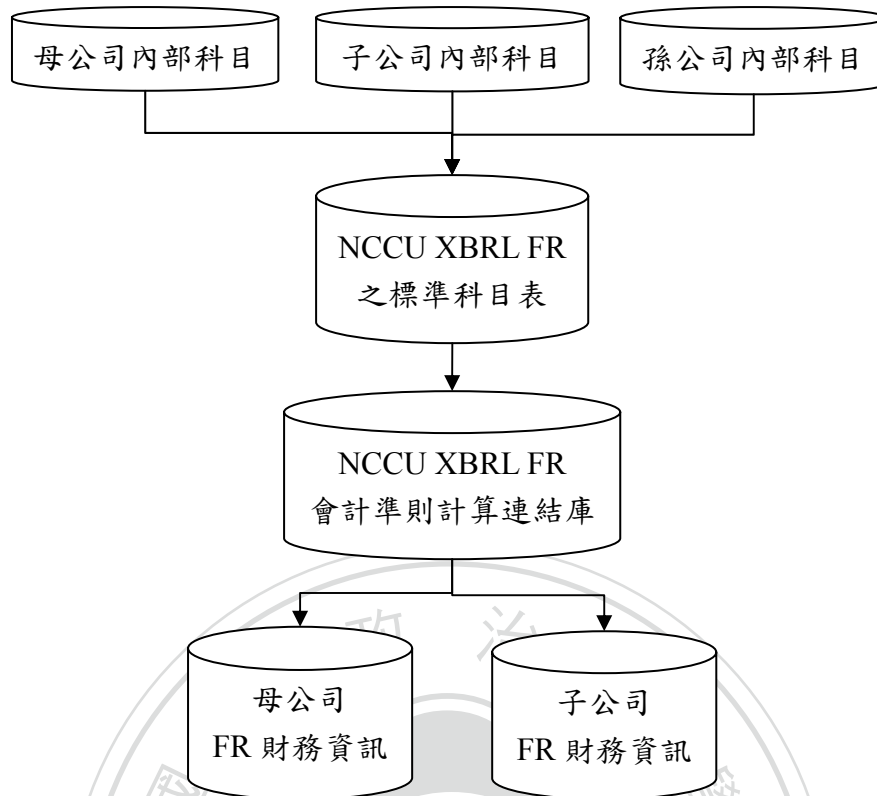 母公司內部科目
子公司內部科目
孫公司內部科目
NCCU XBRL FR
之標準科目表
NCCU XBRL FR
會計準則計算連結庫
政 治
母公司
FR 財務資訊
子公司
FR 財務資訊